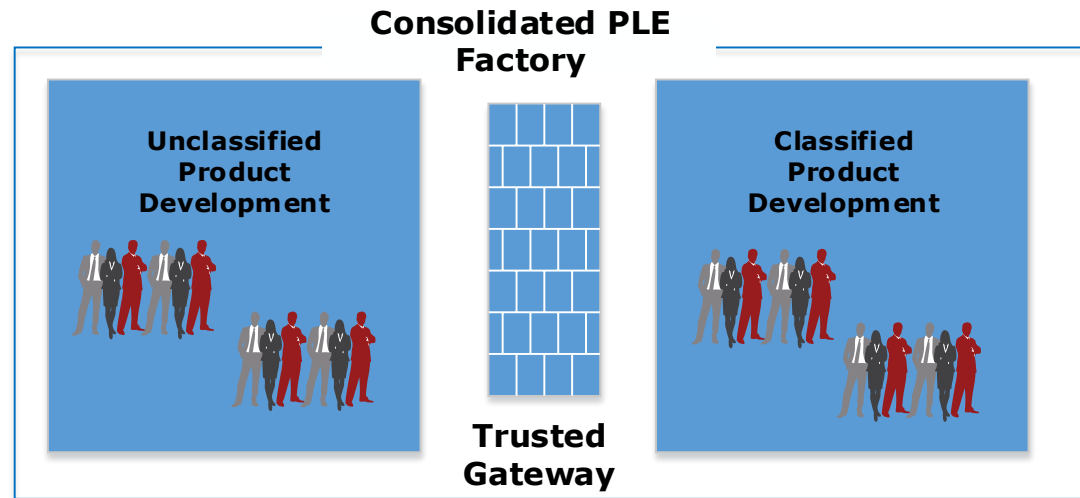 Consolidated PLE
Factory
Unclassified
Product
Development
Classified
Product
Development
Trusted
Gateway